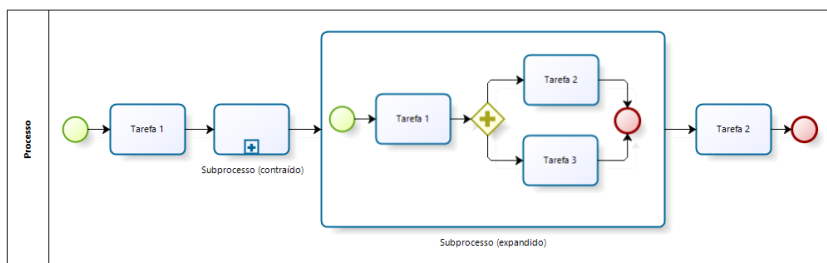 Processo
Tarefa 1
Subprocesso (contraído)
Tarefa 1
Tarefa 2
Tarefa 3
Subprocesso (expandido)
Tarefa 2